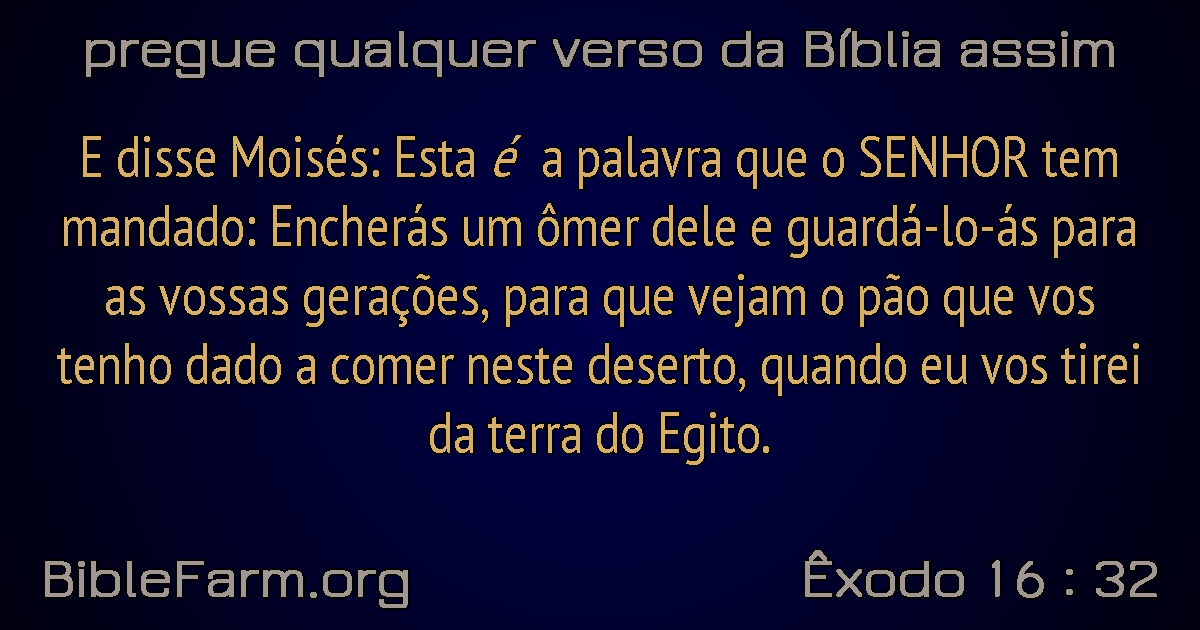 pregue qualquer verso da Bíblia assim
E disse Moisés: Esta é a palavra que o SENHOR tem
mandado: Encherás um ômer dele e guardá-lo-ás para
as vossas gerações, para que vejam o pão que vos
tenho dado a comer neste deserto, quando eu vos tirei
da terra do Egito.
BibleFarm.org
Êxodo 16 : 32